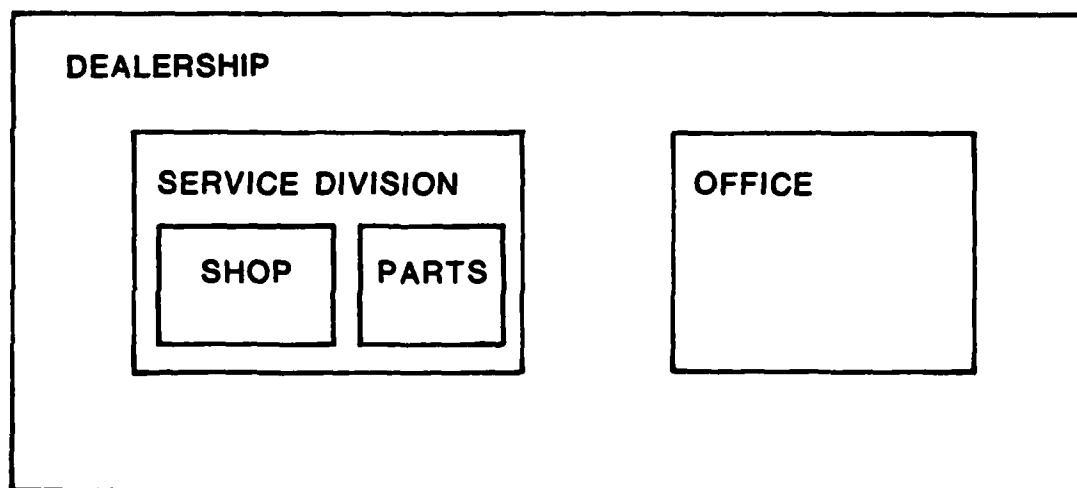 DEALERSHIP
SERVICE DIVISION
OFFICE
SHOP
PARTS